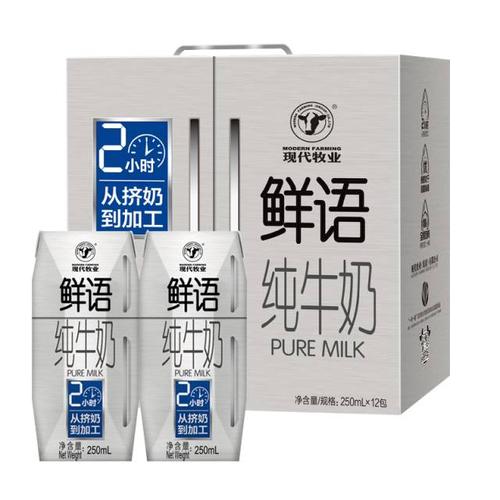 MODERN FARMING
现代牧业
2小时
从挤奶
到加工
鲜语
纯牛奶
PURE MILK
净含量/规格：250mL×12包
现代牧业
鲜语
纯牛奶
PURE MILK
2小时
从挤奶
到加工
净含量：
Net Weight 250mL
现代牧业
鲜语
纯牛奶
PURE MILK
2小时
从挤奶
到加工
净含量：
Net Weight 250mL